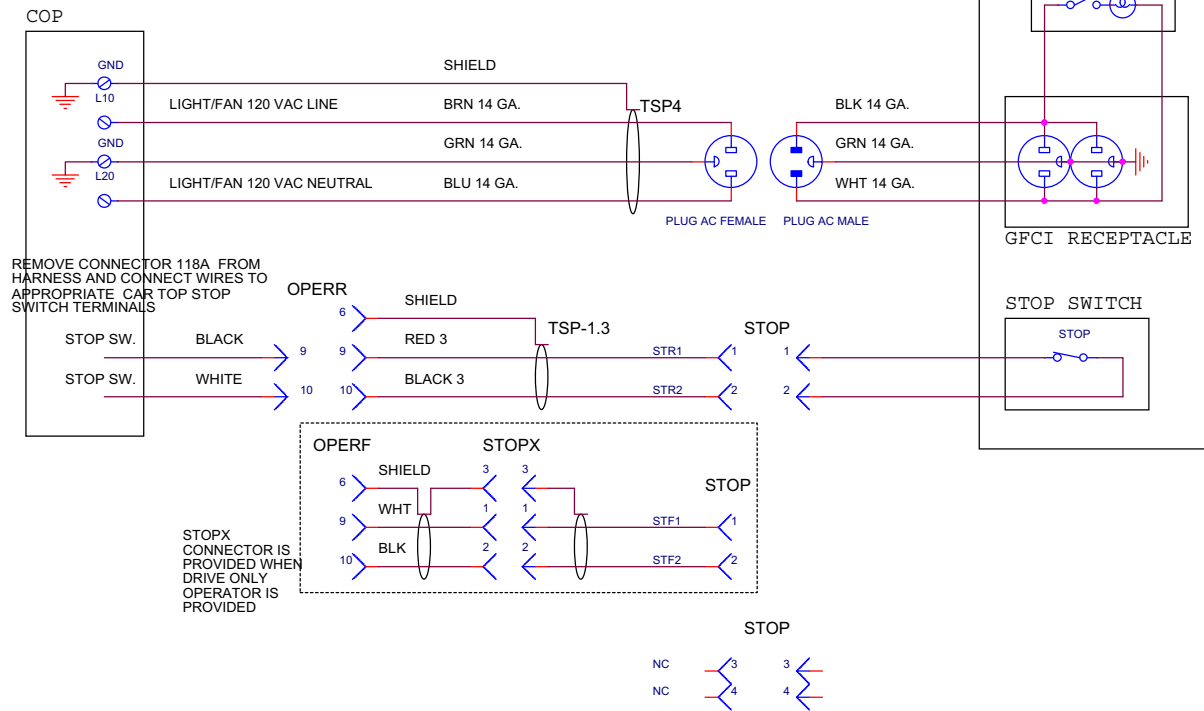 COP
GND
SHIELD
L10
LIGHT/FAN 120 VAC LINE
BRN 14 GA.
TSP4
BLK 14 GA.
GND
GRN 14 GA.
GRN 14 GA.
L20
LIGHT/FAN 120 VAC NEUTRAL
BLU 14 GA.
WHT 14 GA.
PLUG AC FEMALE
PLUG AC MALE
GFCI RECEPTACLE
REMOVE CONNECTOR 118A FROM
HARNESS AND CONNECT WIRES TO
APPROPRIATE CAR TOP STOP
SWITCH TERMINALS
OPERR
6
SHIELD
TSP-1.3
STOP
STOP SWITCH
STOP
STOP SW.
BLACK
9
9
RED 3
STR1
1
1
STOP SW.
WHITE
10
10
BLACK 3
STR2
2
2
OPERF
STOPX
6
SHIELD
3
3
STOP
9
WHT
1
1
STF1
1
10
BLK
2
2
STF2
2
STOPX
CONNECTOR IS
PROVIDED WHEN
DRIVE ONLY
OPERATOR IS
PROVIDED
STOP
NC
3
3
NC
4
4